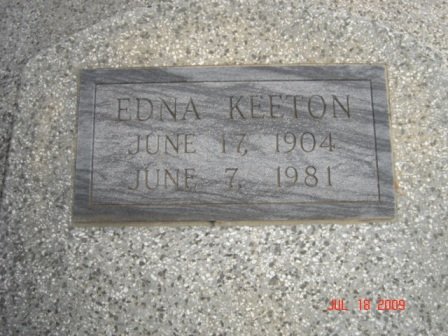 EDNA KEETON
JUNE 17, 1904
JUNE 7, 1981
JUL 18 2009